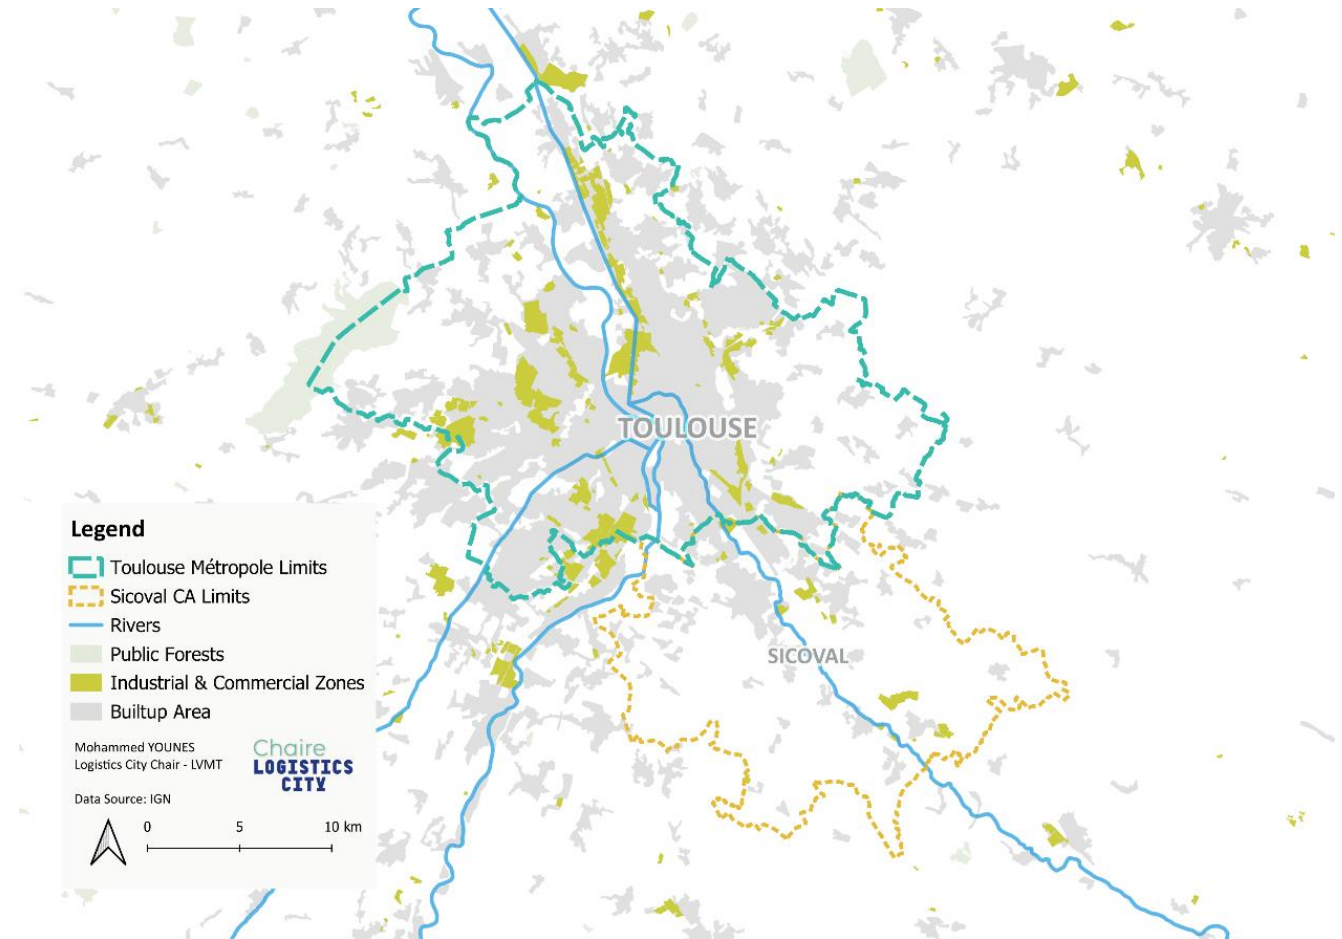 TOULOUSE
SICOVAL
Legend
Toulouse Métropole Limits
Sicoval CA Limits
Rivers
Public Forests
Industrial & Commercial Zones
Builtup Area
Mohammed YOUNES
Logistics City Chair - LVMT
Chaire
LOGISTICS
CITY
Data Source: IGN
0 5 10 km